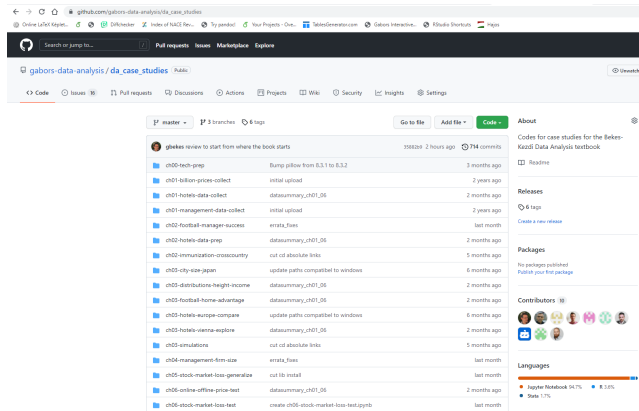 github.com/gabors-data-analysis/da_case_studies
Online LaTeX Képlet... Diffchecker Index of NACE Rev... Try pandoc! Your Projects - Ove... TablesGenerator.com Gabors Interactive... RStudio Shortcuts Hajas
Search or jump to... / Pull requests Issues Marketplace Explore
gabors-data-analysis / da_case_studies Public Unwatch
Code Issues 16 Pull requests Discussions Actions Projects Wiki Security Insights Settings
master 3 branches 6 tags Go to file Add file Code
gbekes review to start from where the book starts 2 hours ago 714 commits
ch00-tech-prep Bump pillow from 8.3.1 to 8.3.2 3 months ago
ch01-billion-prices-collect initial upload 2 years ago
ch01-hotels-data-collect datasummary_ch01_06 2 months ago
ch01-management-data-collect initial upload 2 years ago
ch02-football-manager-success errata_fixes last month
ch02-hotels-data-prep datasummary_ch01_06 2 months ago
ch02-immunization-crosscountry cut cd absolute links 5 months ago
ch03-city-size-japan update paths compatibel to windows 6 months ago
ch03-distributions-height-income datasummary_ch01_06 2 months ago
ch03-football-home-advantage datasummary_ch01_06 2 months ago
ch03-hotels-europe-compare update paths compatibel to windows 6 months ago
ch03-hotels-vienna-explore datasummary_ch01_06 2 months ago
ch03-simulations cut cd absolute links 5 months ago
ch04-management-firm-size errata_fixes last month
ch05-stock-market-loss-generalize cut lib install last month
ch06-online-offline-price-test datasummary_ch01_06 2 months ago
ch06-stock-market-loss-test create ch06-stock-market-loss-test.ipynb last month
About
Codes for case studies for the Bekes-
Kezdi Data Analysis textbook
Readme
Releases
6 tags
Create a new release
Packages
No packages published
Publish your first package
Contributors 10
Languages
Jupyter Notebook 94.7% R 3.6%
Stata 1.7%